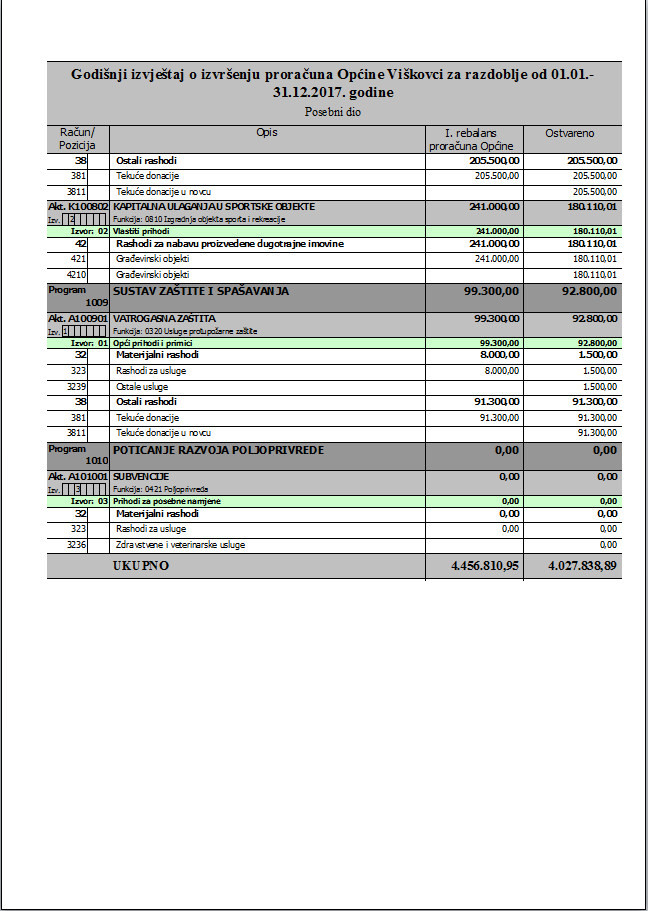 Godišnji izvještaj o izvršenju proračuna Općine Viškovci za razdoblje od 01.01.-
31.12.2017. godine
Posebni dio
Račun/ Pozicija Opis I. rebalans proračuna Općine Ostvareno
38 Ostali rashodi 205.500,00 205.500,00
381 Tekuće donacije 205.500,00 205.500,00
3811 Tekuće donacije u novcu 205.500,00
Akt. K100802 KAPITALNA ULAGANJA U SPORTSKE OBJEKTE 241.000,00 180.110,01
Izv. 2 Funkcija: 0810 Izgradnja objekta sporta i rekreacije
Izvor: 02 Vlastiti prihodi 241.000,00 180.110,01
42 Rashodi za nabavu proizvedene dugotrajne imovine 241.000,00 180.110,01
421 Građevinski objekti 241.000,00 180.110,01
4210 Građevinski objekti 180.110,01
Program 1009 SUSTAV ZAŠTITE I SPAŠAVANJA 99.300,00 92.800,00
Akt. A100901 VATROGASNA ZAŠTITA 99.300,00 92.800,00
Izv. 1 Funkcija: 0320 Usluge protupožarne zaštite
Izvor: 01 Opći prihodi i primici 99.300,00 92.800,00
32 Materijalni rashodi 8.000,00 1.500,00
323 Rashodi za usluge 8.000,00 1.500,00
3239 Ostale usluge 1.500,00
38 Ostali rashodi 91.300,00 91.300,00
381 Tekuće donacije 91.300,00 91.300,00
3811 Tekuće donacije u novcu 91.300,00
Program 1010 POTICANJE RAZVOJA POLJOPRIVREDE 0,00 0,00
Akt. A101001 SUBVENCIJE 0,00 0,00
Izv. 3 Funkcija: 0421 Poljoprivreda
Izvor: 03 Prihodi za posebne namjene 0,00 0,00
32 Materijalni rashodi 0,00 0,00
323 Rashodi za usluge 0,00 0,00
3236 Zdravstvene i veterinarske usluge 0,00
UKUPNO 4.456.810,95 4.027.838,89